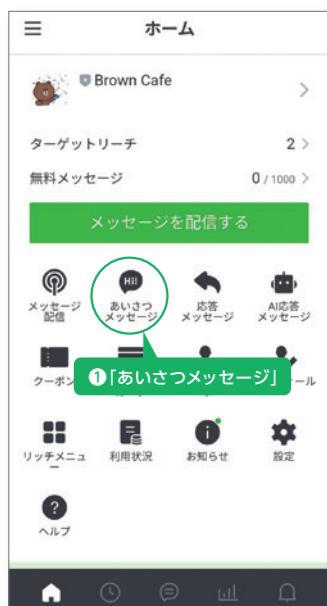 ホーム
Brown Cafe
ターゲットリーチ 2
無料メッセージ 0 / 1000
メッセージを配信する
Hi!
メッセージ
配信
あいさつ
メッセージ
応答
メッセージ
AI応答
メッセージ
クーポン
❶「あいさつメッセージ」
ール
リッチメニュ
ー
利用状況
お知らせ
設定
ヘルプ